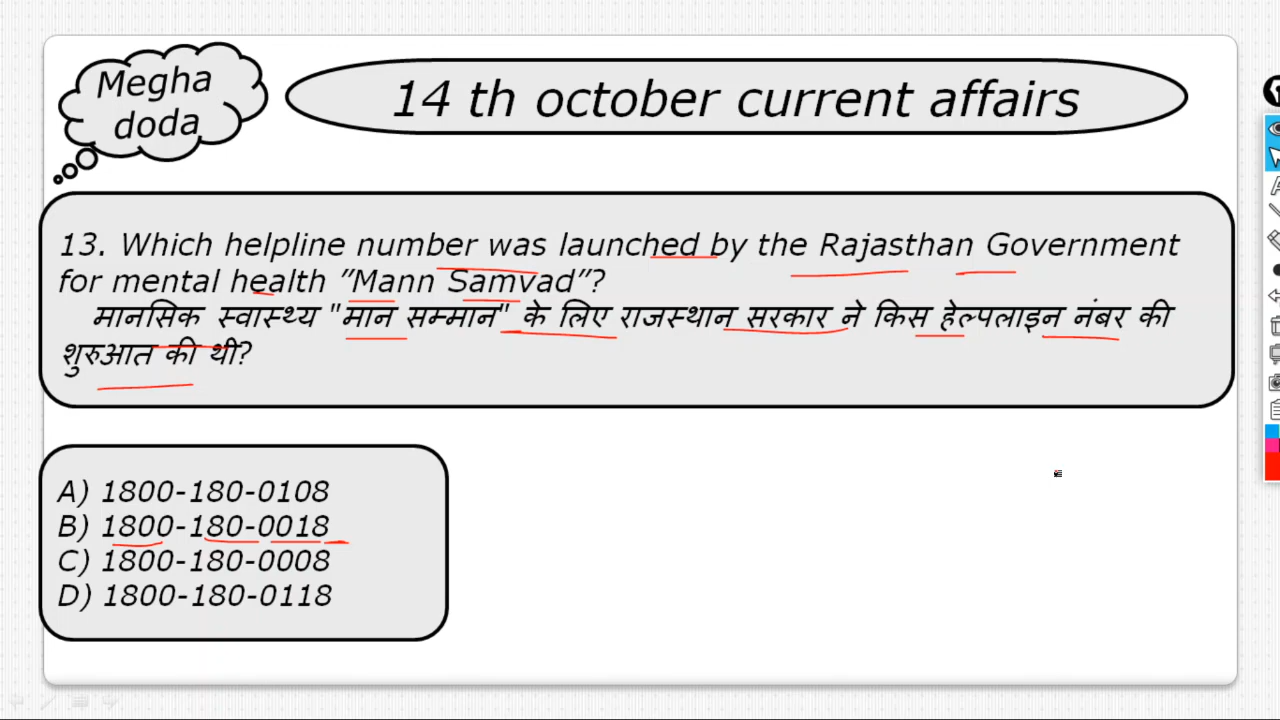 Megha
doda
14 th october current affairs
13. Which helpline number was launched by the Rajasthan Government
for mental health ”Mann Samvad”?
मानसिक स्वास्थ्य "मान सम्मान" के लिए राजस्थान सरकार ने किस हेल्पलाइन नंबर की
शुरुआत की थी?
A) 1800-180-0108
B) 1800-180-0018
C) 1800-180-0008
D) 1800-180-0118